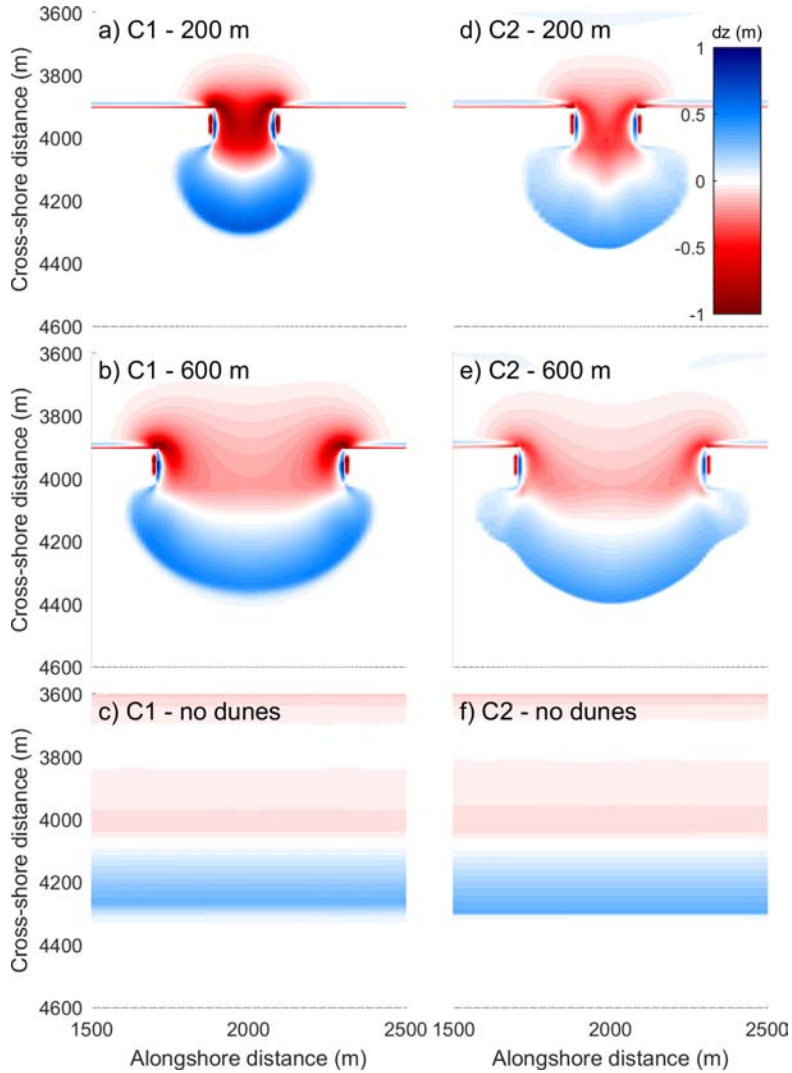 3600
3800
4000
4200
4400
4600
Cross-shore distance (m)
a) C1 - 200 m
d) C2 - 200 m
dz (m)
1
0.5
0
-0.5
-1
3600
3800
4000
4200
4400
4600
Cross-shore distance (m)
b) C1 - 600 m
e) C2 - 600 m
3600
3800
4000
4200
4400
4600
Cross-shore distance (m)
c) C1 - no dunes
f) C2 - no dunes
1500 2000 2500 1500 2000 2500
Alongshore distance (m) Alongshore distance (m)